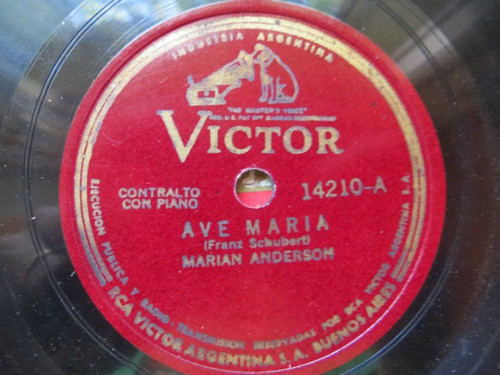 INDUSTRIA ARGENTINA
"HIS MASTER'S VOICE"
VICTOR
CONTRALTO
CON PIANO
14210-A
AVE MARIA
(Franz Schubert)
MARIAN ANDERSON
EJECUCION PUBLICA Y RADIO-TRANSMISION RESERVADAS POR RCA VICTOR ARGENTINA S.A.
RCA VICTOR ARGENTINA S.A. BUENOS AIRES